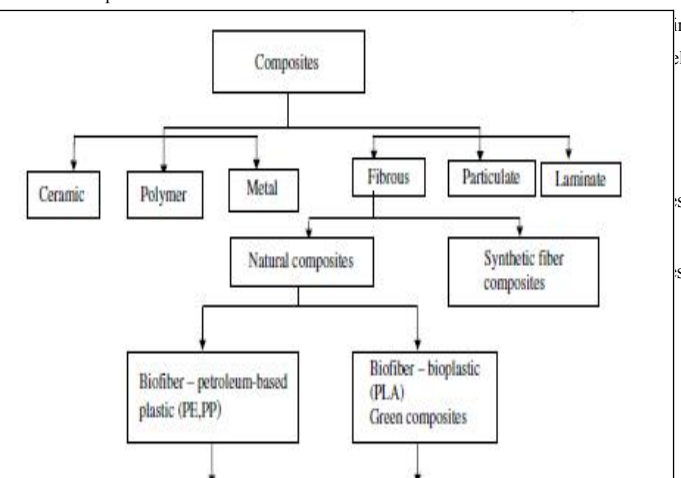 Composites
Ceramic
Polymer
Metal
Fibrous
Particulate
Laminate
Natural composites
Synthetic fiber
composites
Biofiber – petroleum-based
plastic (PE,PP)
Biofiber – bioplastic
(PLA)
Green composites